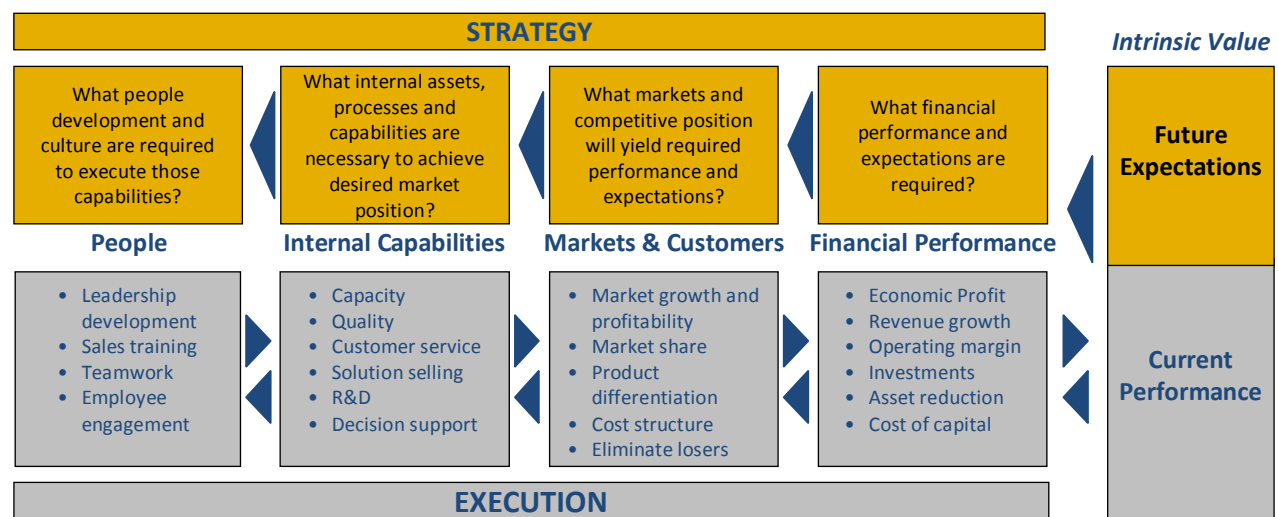 STRATEGY
Intrinsic Value
What people
development and
culture are required
to execute those
capabilities?
What internal assets,
processes and
capabilities are
necessary to achieve
desired market
position?
What markets and
competitive position
will yield required
performance and
expectations?
What financial
performance and
expectations are
required?
Future
Expectations
People
Internal Capabilities
Markets & Customers
Financial Performance
• Leadership
development
• Sales training
• Teamwork
• Employee
engagement
• Capacity
• Quality
• Customer service
• Solution selling
• R&D
• Decision support
• Market growth and
profitability
• Market share
• Product
differentiation
• Cost structure
• Eliminate losers
• Economic Profit
• Revenue growth
• Operating margin
• Investments
• Asset reduction
• Cost of capital
Current
Performance
EXECUTION